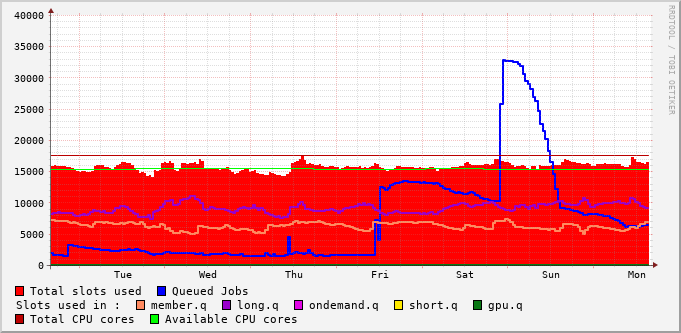 40000
35000
30000
25000
20000
15000
10000
5000
0
Tue Wed Thu Fri Sat Sun Mon
Total slots used Queued Jobs
Slots used in : member.q long.q ondemand.q short.q gpu.q
Total CPU cores Available CPU cores
RRDTOOL / TOBI OETIKER